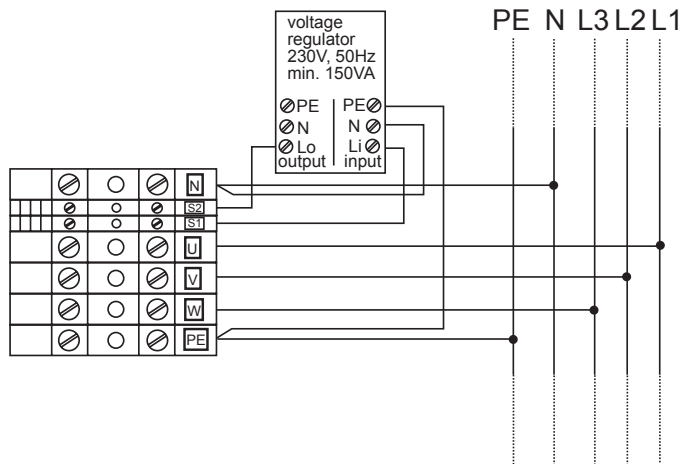 voltage
regulator
230V, 50Hz
min. 150VA
PE PE
N N
Lo Li
output input
PE N L3 L2 L1
N
S2
S1
U
V
W
PE